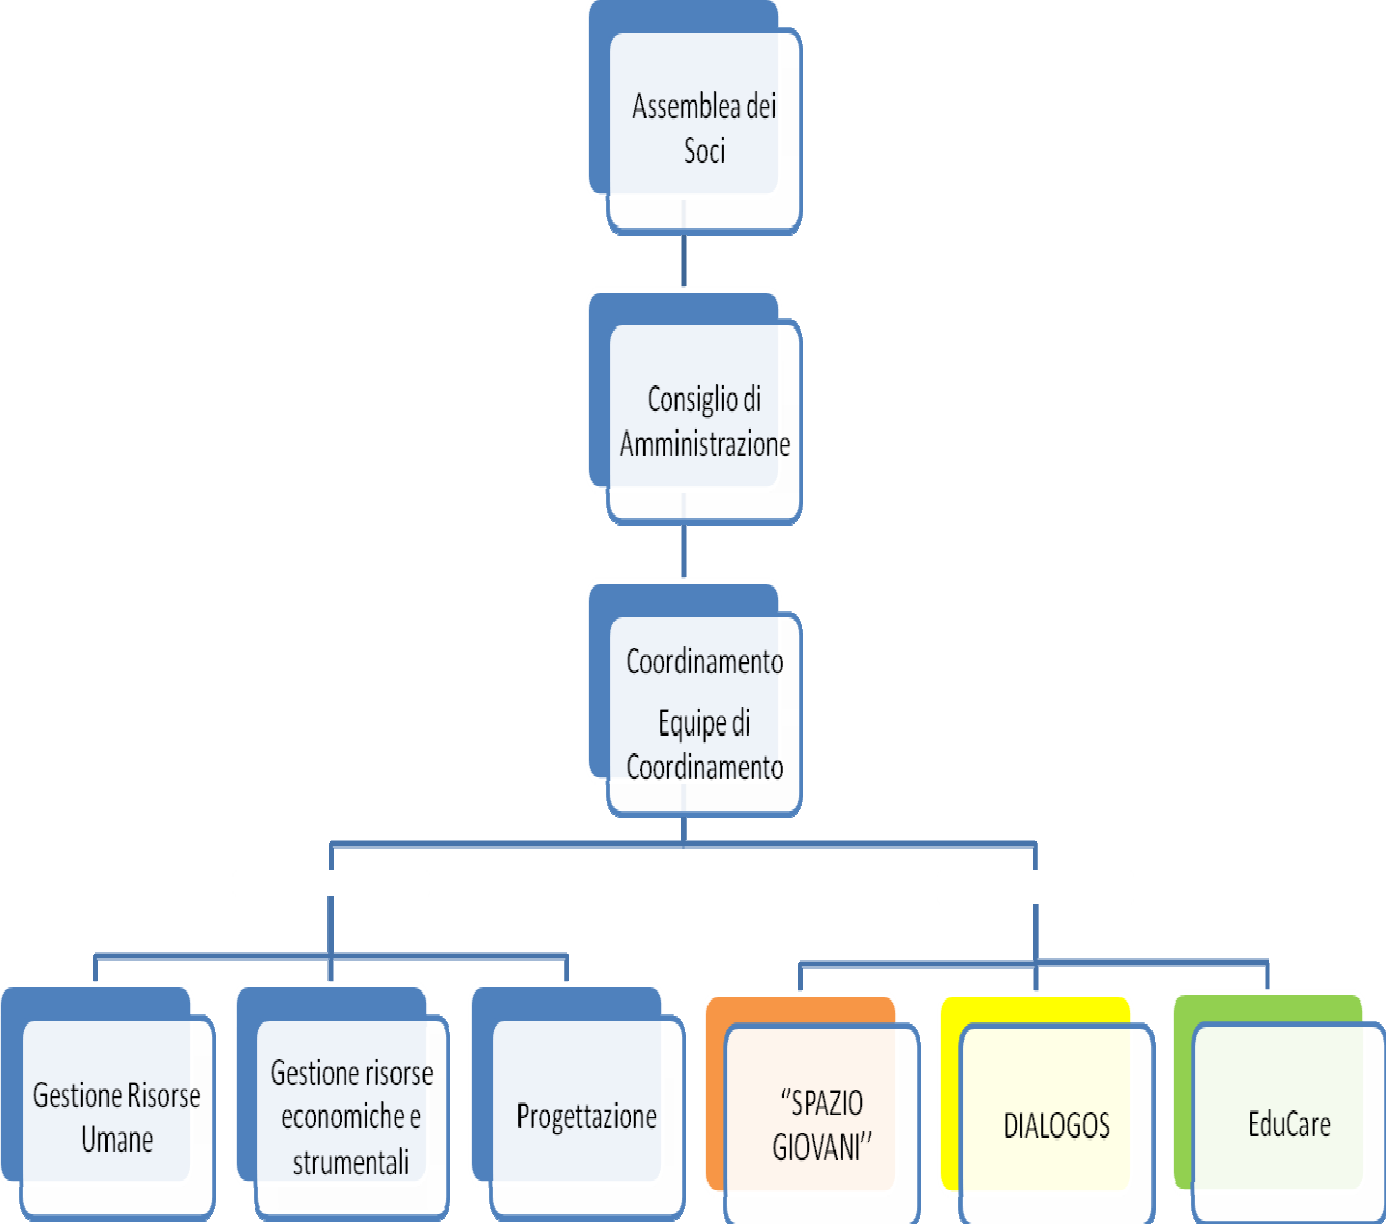 Assemblea dei
Soci
Consiglio di
Amministrazione
Coordinamento
Equipe di
Coordinamento
Gestione Risorse
Umane
Gestione risorse
economiche e
strumentali
Progettazione
“SPAZIO
GIOVANI’’
DIALOGOS
EduCare